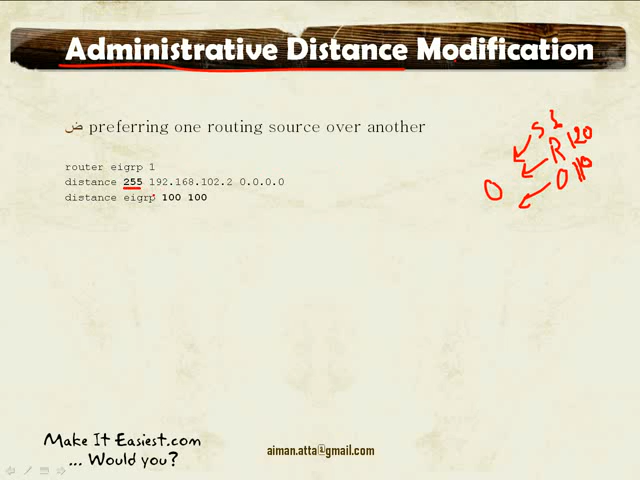 Administrative Distance Modification
ض preferring one routing source over another
router eigrp 1
distance 255 192.168.102.2 0.0.0.0
distance eigrp 100 100
S 1
R 120
O 110
O
Make It Easiest.com
... Would you?
aiman.atta@gmail.com